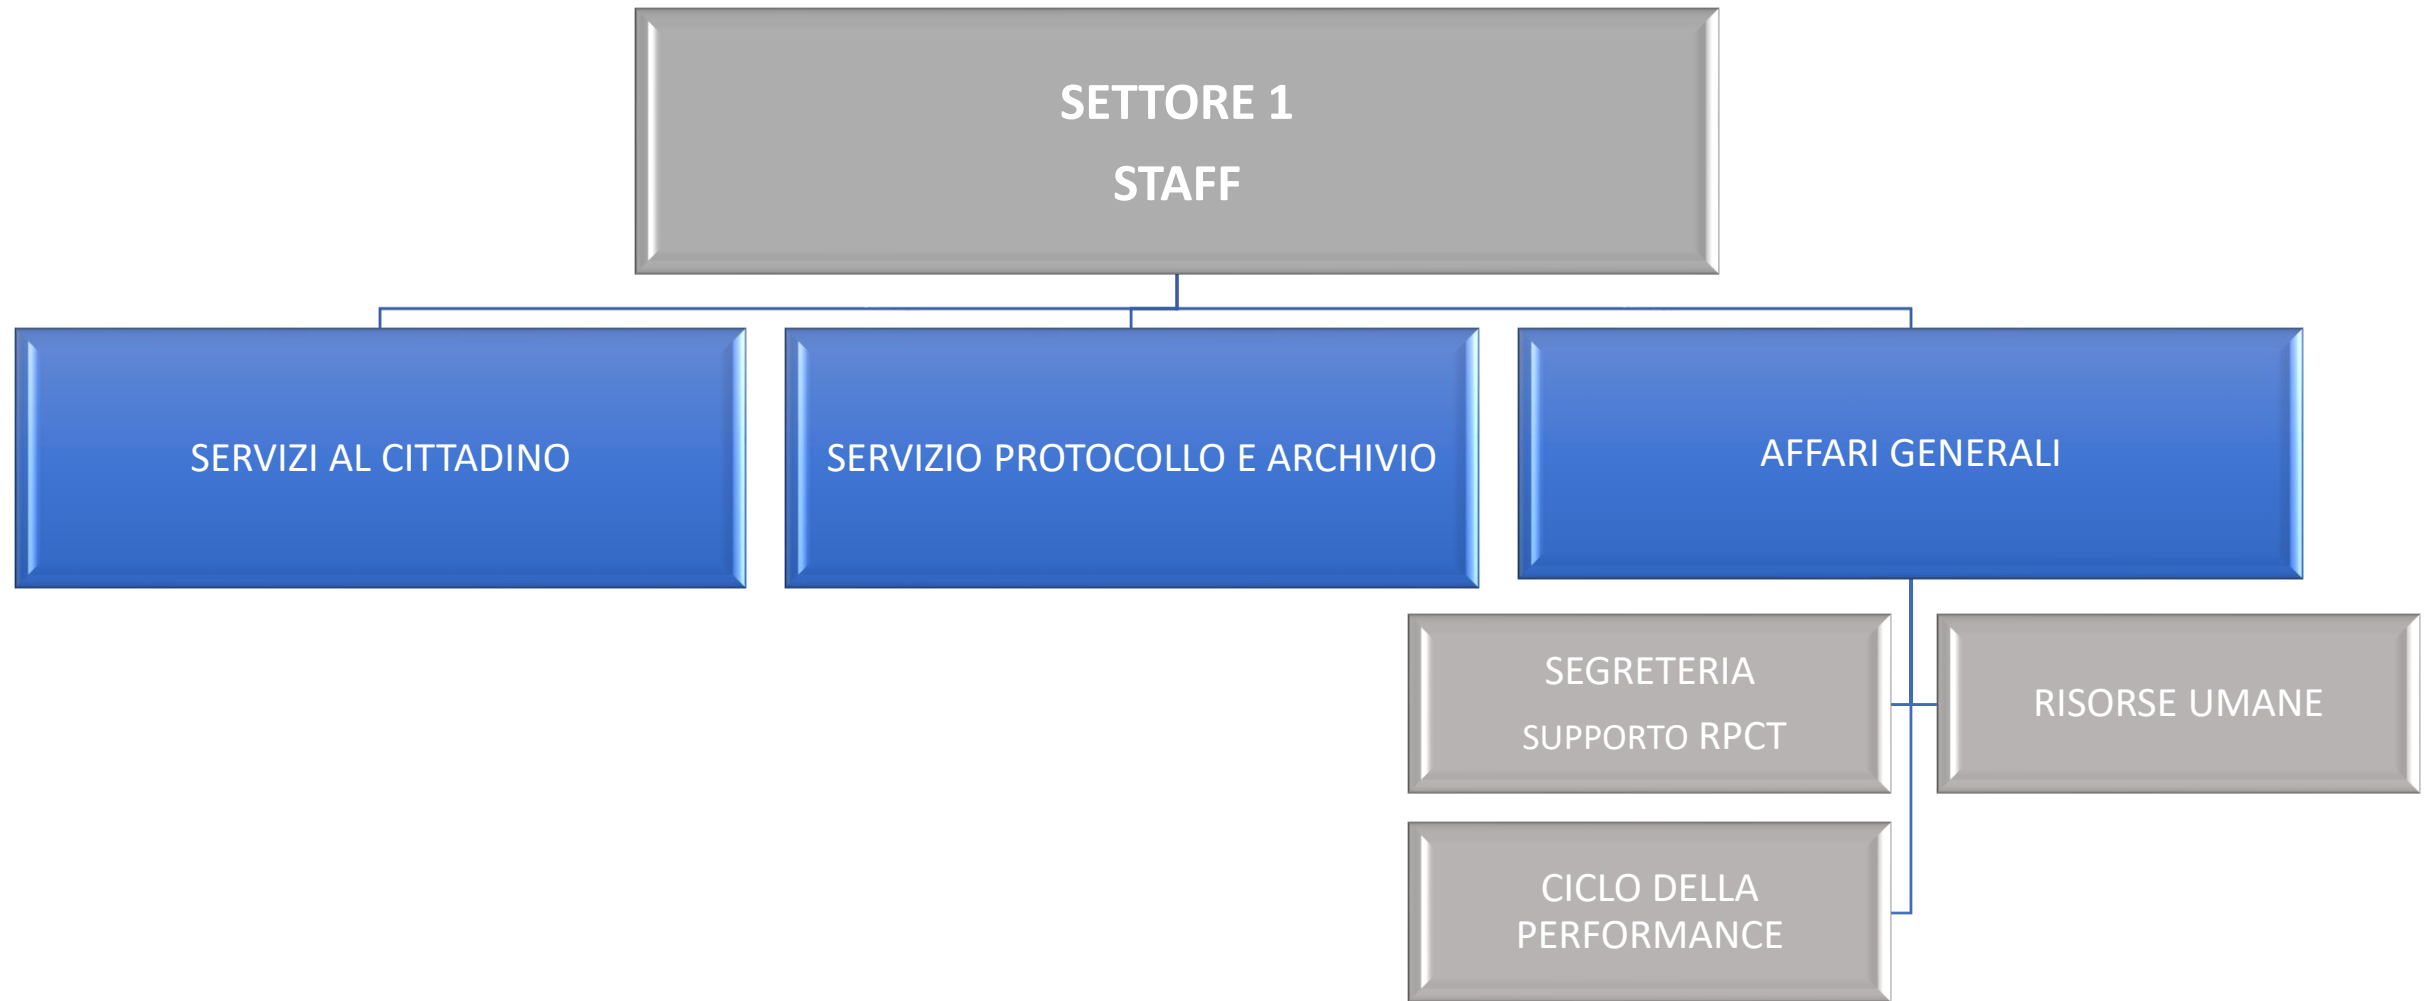 SETTORE 1
STAFF
SERVIZI AL CITTADINO
SERVIZIO PROTOCOLLO E ARCHIVIO
AFFARI GENERALI
SEGRETERIA
SUPPORTO RPCT
RISORSE UMANE
CICLO DELLA
PERFORMANCE